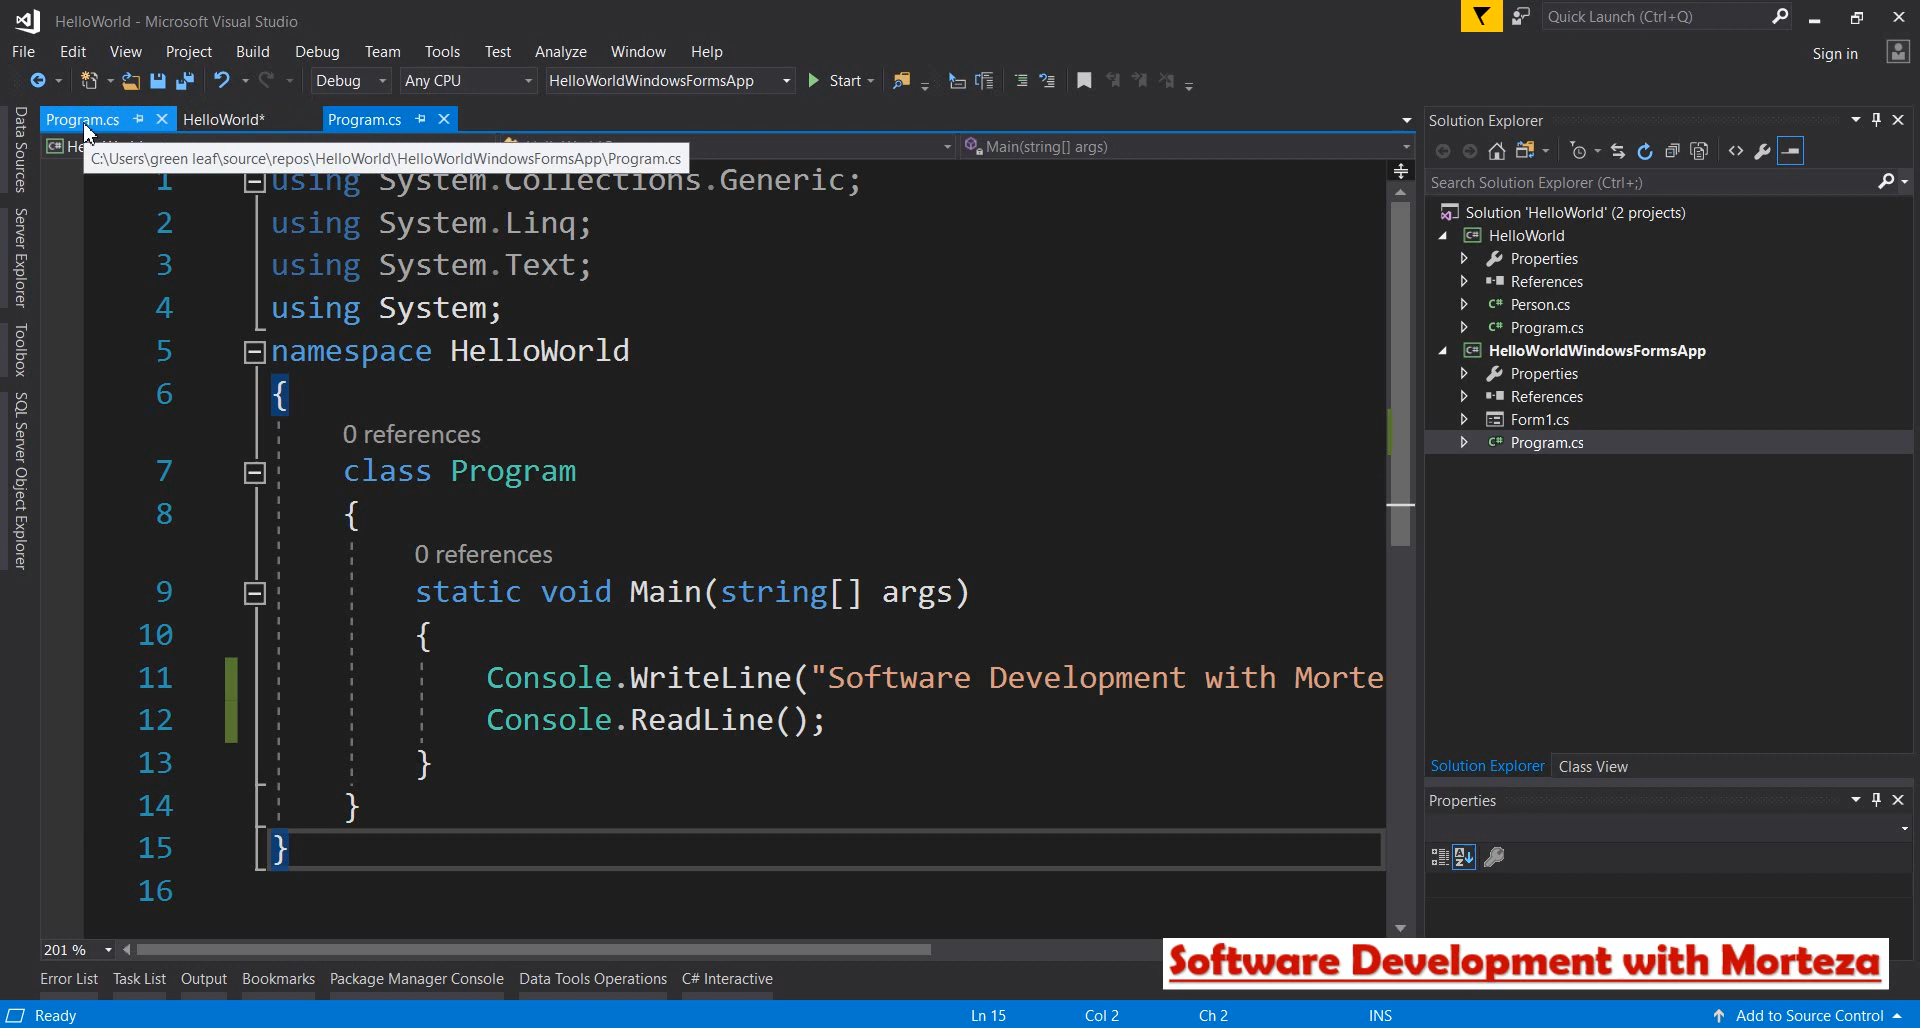 HelloWorld - Microsoft Visual Studio
Quick Launch (Ctrl+Q)
File Edit View Project Build Debug Team Tools Test Analyze Window Help
Sign in
Debug Any CPU HelloWorldWindowsFormsApp Start
Program.cs HelloWorld* Program.cs
C# Main(string[] args)
C:\Users\green leaf\source\repos\HelloWorld\HelloWorldWindowsFormsApp\Program.cs
1 using System.Collections.Generic;
2 using System.Linq;
3 using System.Text;
4 using System;
5 namespace HelloWorld
6 {
0 references
7 class Program
8 {
0 references
9 static void Main(string[] args)
10 {
11 Console.WriteLine("Software Development with Morte
12 Console.ReadLine();
13 }
14 }
15 }
16
201 %
Data Sources
Server Explorer
Toolbox
SQL Server Object Explorer
Solution Explorer
Search Solution Explorer (Ctrl+;)
Solution 'HelloWorld' (2 projects)
C# HelloWorld
Properties
References
C# Person.cs
C# Program.cs
C# HelloWorldWindowsFormsApp
Properties
References
Form1.cs
C# Program.cs
Solution Explorer Class View
Properties
Software Development with Morteza
Error List Task List Output Bookmarks Package Manager Console Data Tools Operations C# Interactive
Ready Ln 15 Col 2 Ch 2 INS Add to Source Control